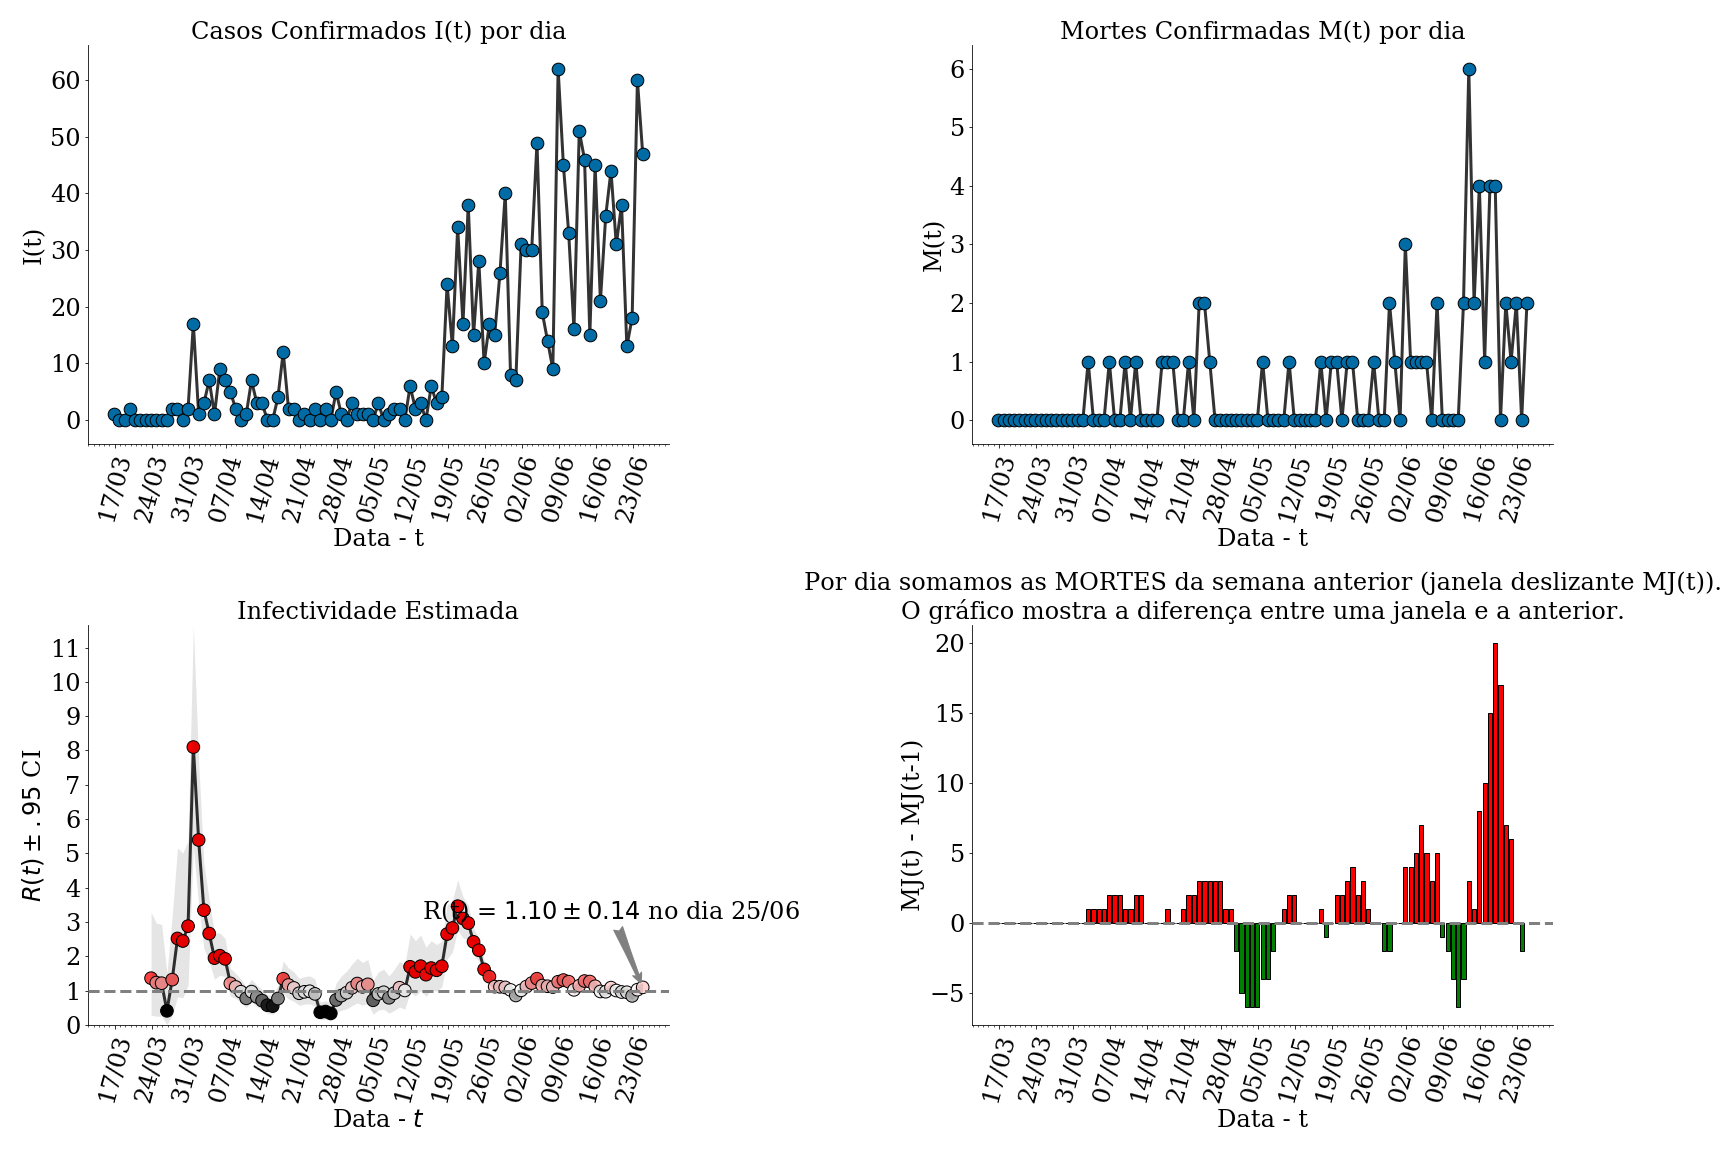 Casos Confirmados I(t) por dia
I(t)
60
50
40
30
20
10
0
17/03 24/03 31/03 07/04 14/04 21/04 28/04 05/05 12/05 19/05 26/05 02/06 09/06 16/06 23/06
Data - t
Mortes Confirmadas M(t) por dia
M(t)
6
5
4
3
2
1
0
17/03 24/03 31/03 07/04 14/04 21/04 28/04 05/05 12/05 19/05 26/05 02/06 09/06 16/06 23/06
Data - t
Infectividade Estimada
R(t) ± .95 CI
11
10
9
8
7
6
5
4
3
2
1
0
R(t) = 1.10 ± 0.14 no dia 25/06
17/03 24/03 31/03 07/04 14/04 21/04 28/04 05/05 12/05 19/05 26/05 02/06 09/06 16/06 23/06
Data - t
Por dia somamos as MORTES da semana anterior (janela deslizante MJ(t)).
O gráfico mostra a diferença entre uma janela e a anterior.
MJ(t) - MJ(t-1)
20
15
10
5
0
−5
17/03 24/03 31/03 07/04 14/04 21/04 28/04 05/05 12/05 19/05 26/05 02/06 09/06 16/06 23/06
Data - t